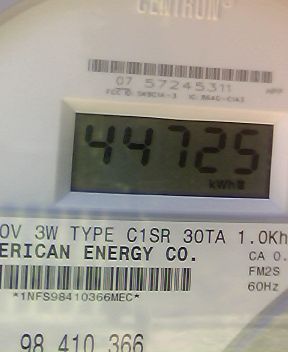 CENTRON®
07 57245311
44725
kWh
0V 3W TYPE C1SR 30TA 1.0Kh
ERICAN ENERGY CO.
CA 0.
FM2S
*1NFS98410366MEC*
60Hz
98 410 366